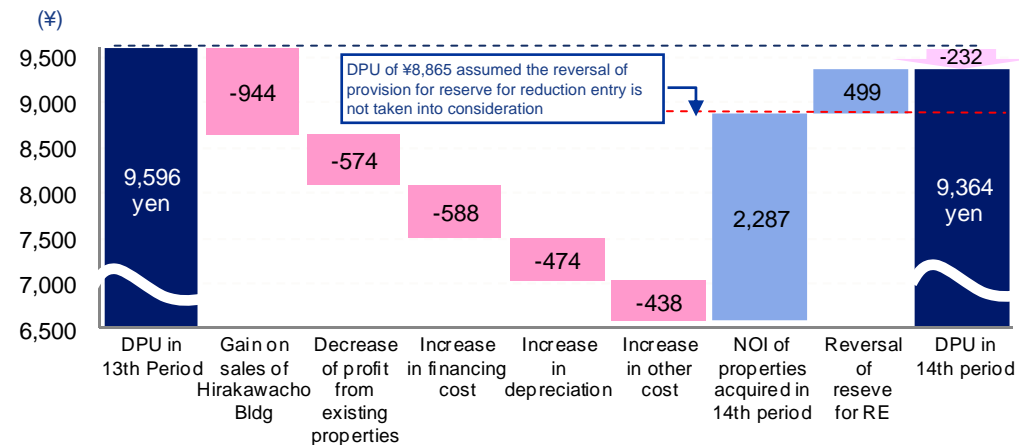 (¥)
9,500
9,000
8,500
8,000
7,500
7,000
6,500
9,596
yen
-944
-574
-588
-474
-438
DPU of ¥8,865 assumed the reversal of
provision for reserve for reduction entry is
not taken into consideration
2,287
499
-232
9,364
yen
DPU in
13th Period
Gain on
sales of
Hirakawacho
Bldg
Decrease
of profit
from
existing
properties
Increase
in financing
cost
Increase
in
depreciation
Increase
in other
cost
NOI of
properties
acquired in
14th period
Reversal
of
reseve
for RE
DPU in
14th period